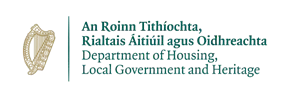 An Roinn Tithíochta,
Rialtais Áitiúil agus Oidhreachta
Department of Housing,
Local Government and Heritage